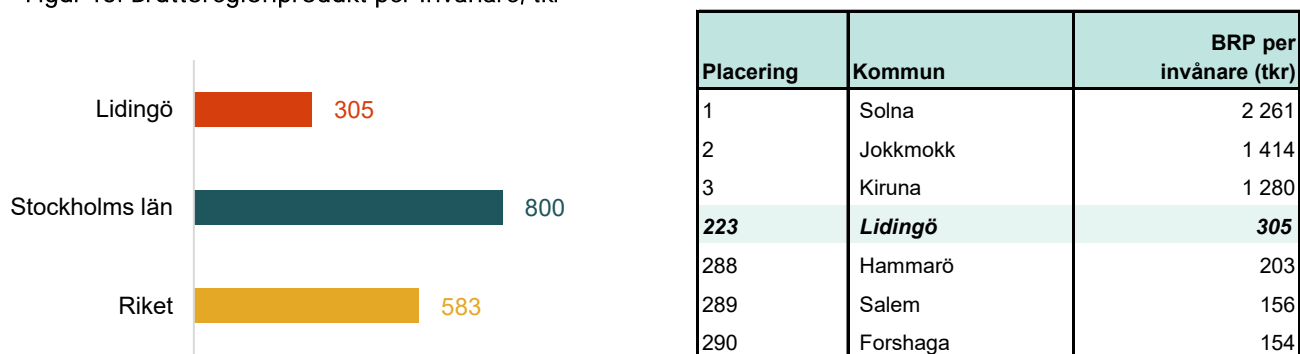 Lidingö 305
Stockholms län 800
Riket 583
Placering Kommun BRP per invånare (tkr)
1 Solna 2 261
2 Jokkmokk 1 414
3 Kiruna 1 280
223 Lidingö 305
288 Hammarö 203
289 Salem 156
290 Forshaga 154